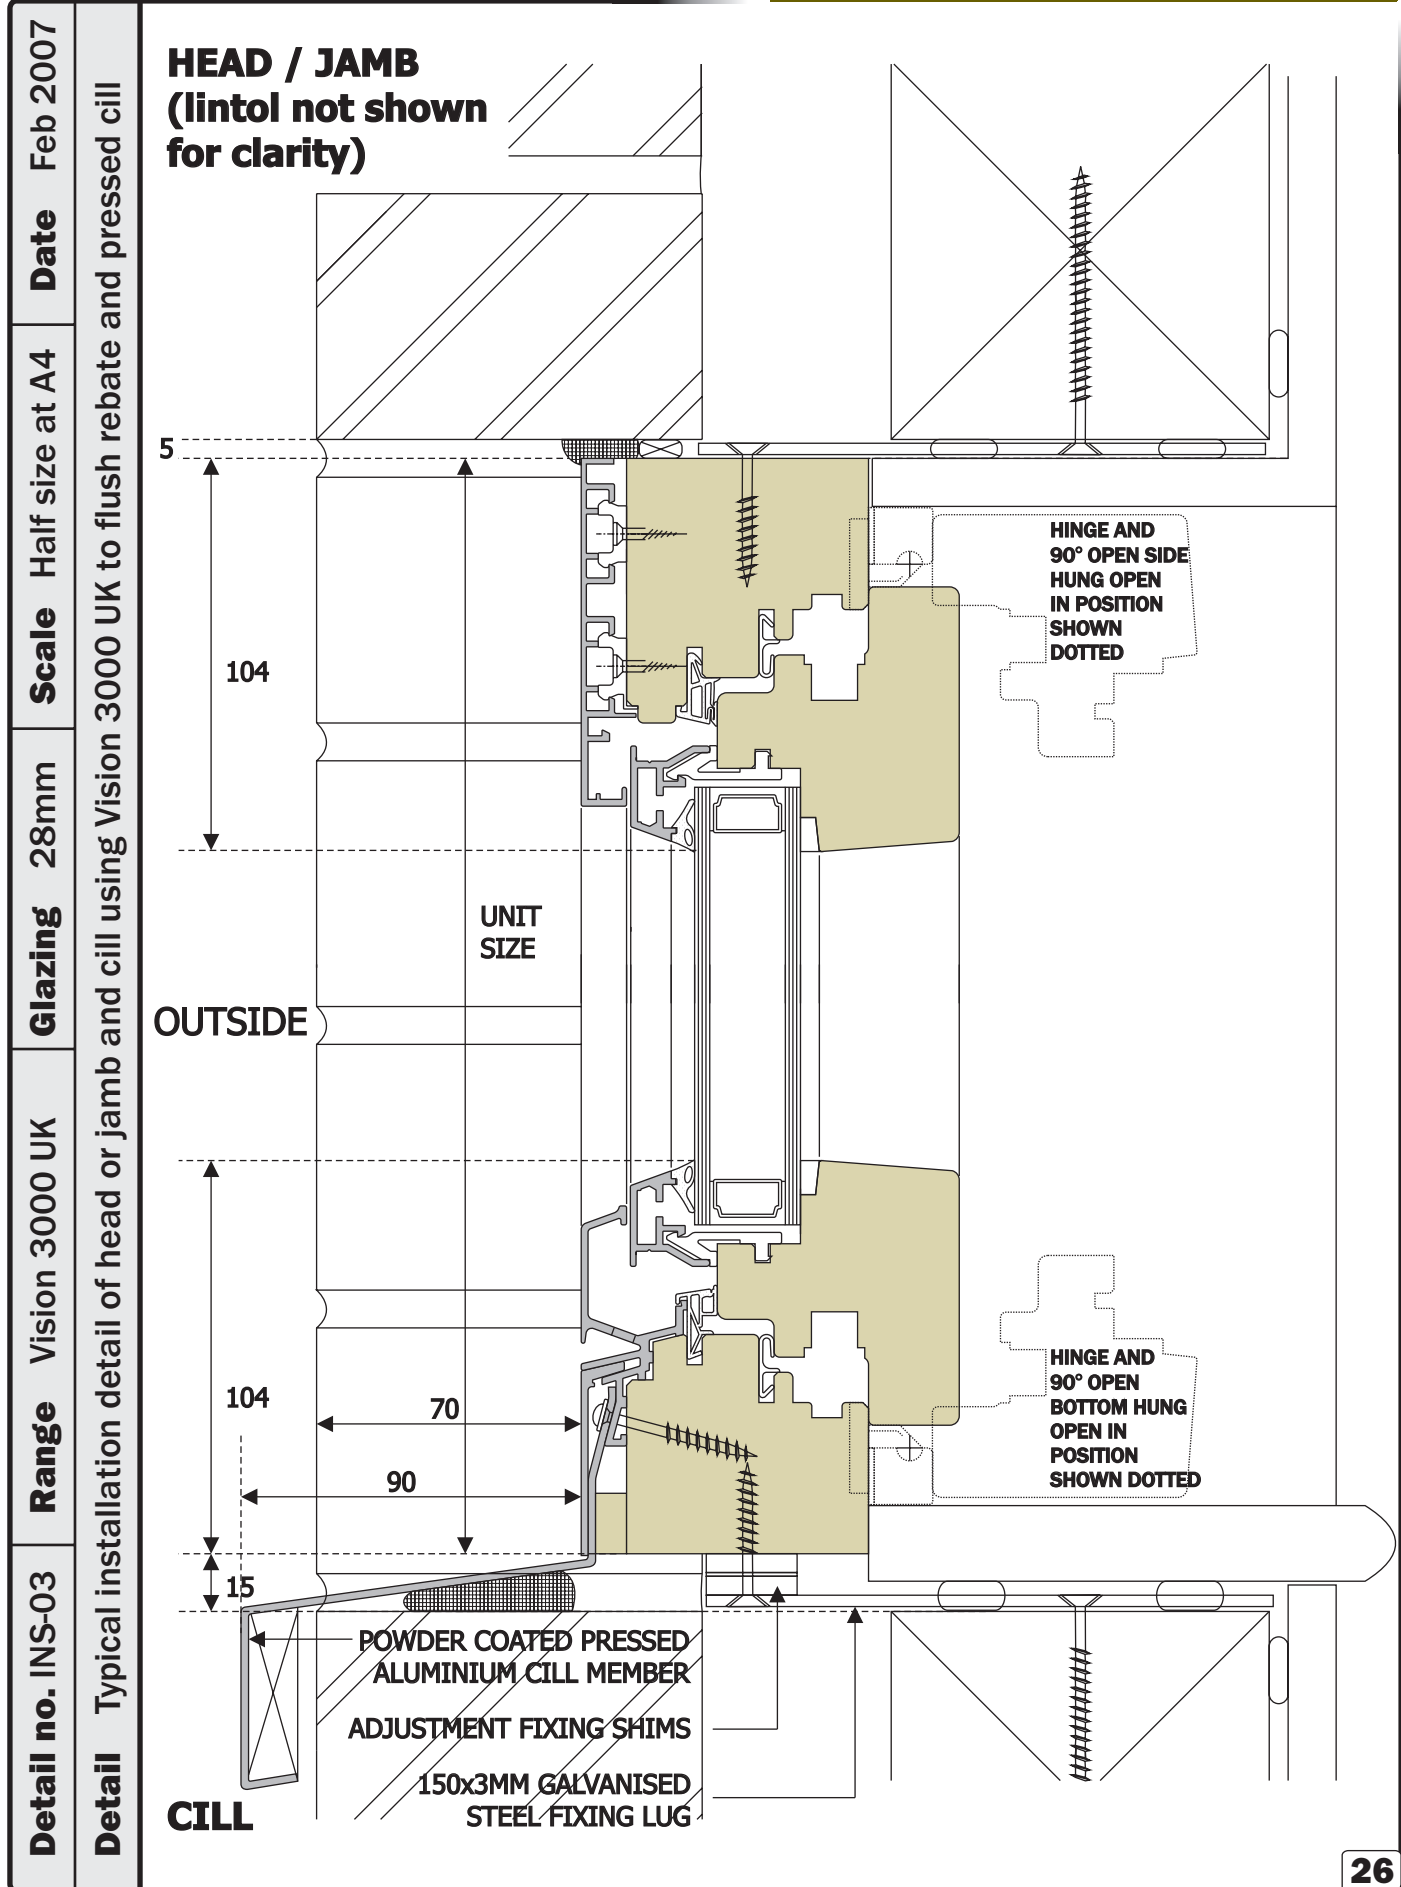 Detail no. INS-03 Range Vision 3000 UK Glazing 28mm Scale Half size at A4 Date Feb 2007
Detail Typical installation detail of head or jamb and cill using Vision 3000 UK to flush rebate and pressed cill
HEAD / JAMB
(lintol not shown
for clarity)
5
104
HINGE AND
90° OPEN SIDE
HUNG OPEN
IN POSITION
SHOWN
DOTTED
UNIT
SIZE
OUTSIDE
104
70
90
15
HINGE AND
90° OPEN
BOTTOM HUNG
OPEN IN
POSITION
SHOWN DOTTED
POWDER COATED PRESSED
ALUMINIUM CILL MEMBER
ADJUSTMENT FIXING SHIMS
150x3MM GALVANISED
STEEL FIXING LUG
CILL
26